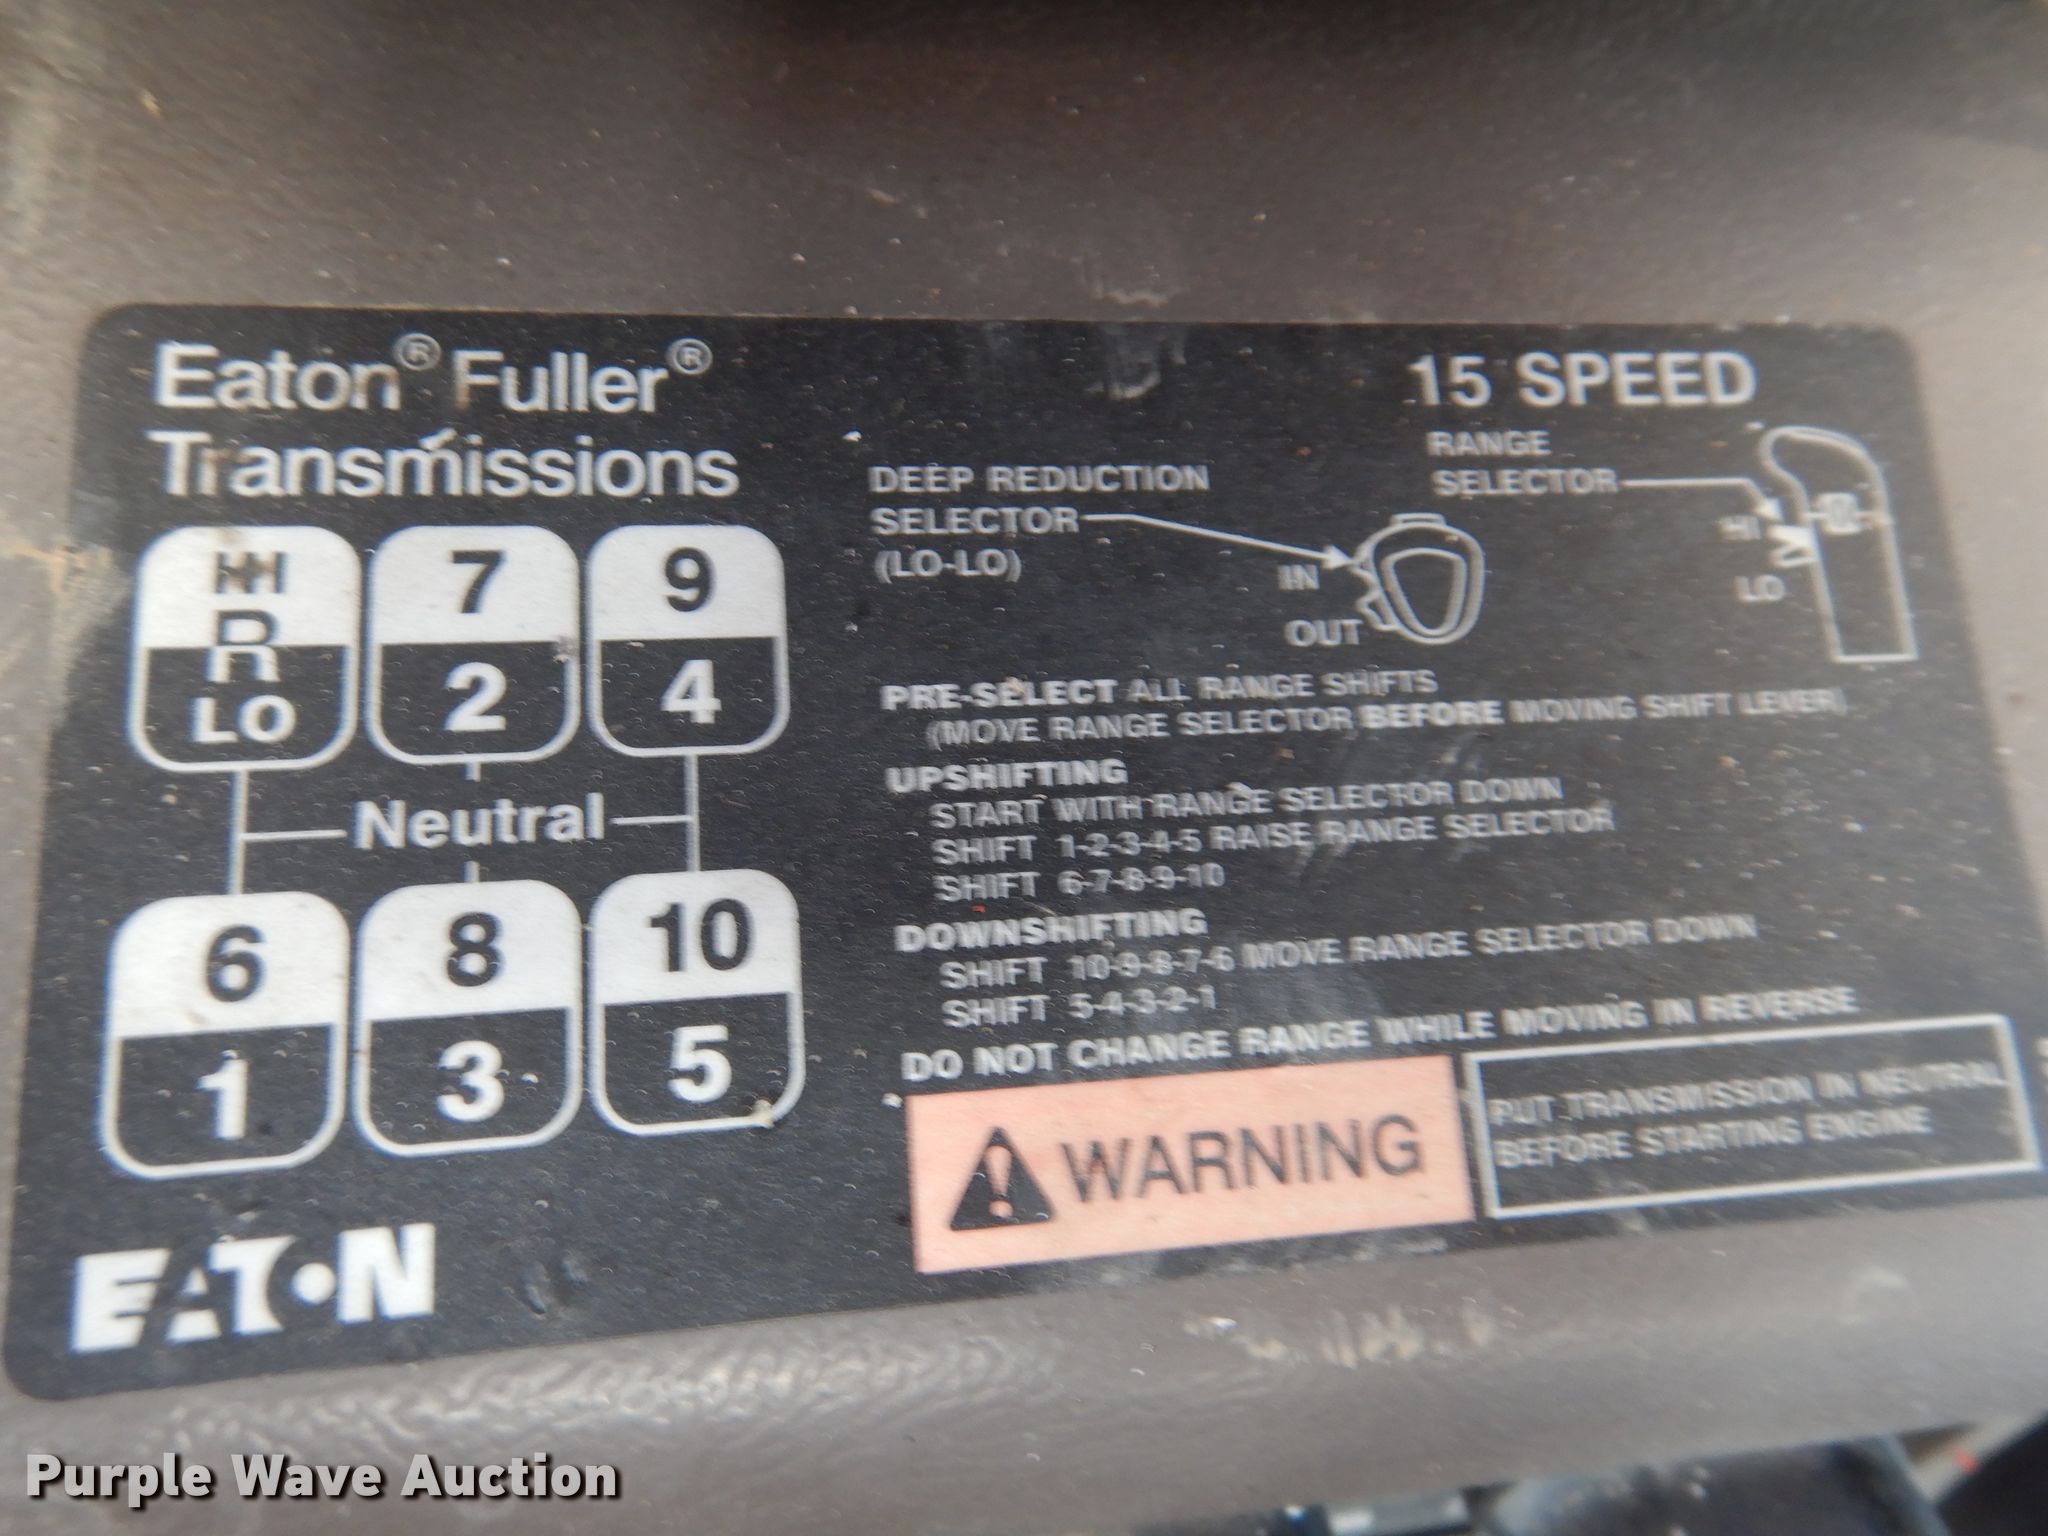 Eaton® Fuller®
Transmissions
15 SPEED
RANGE
SELECTOR
HI
LO
DEEP REDUCTION
SELECTOR
(LO-LO)
IN
OUT
HI
R
LO
7
2
9
4
Neutral
6
1
8
3
10
5
PRE-SELECT ALL RANGE SHIFTS
(MOVE RANGE SELECTOR BEFORE MOVING SHIFT LEVER)
UPSHIFTING
START WITH RANGE SELECTOR DOWN
SHIFT 1-2-3-4-5 RAISE RANGE SELECTOR
SHIFT 6-7-8-9-10
DOWNSHIFTING
SHIFT 10-9-8-7-6 MOVE RANGE SELECTOR DOWN
SHIFT 5-4-3-2-1
DO NOT CHANGE RANGE WHILE MOVING IN REVERSE
WARNING
PUT TRANSMISSION IN NEUTRAL
BEFORE STARTING ENGINE
EATON
Purple Wave Auction